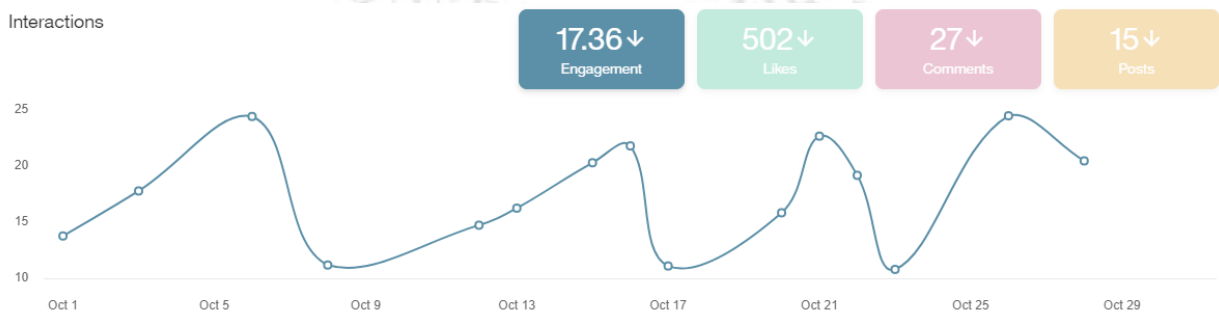 Interactions
17.36↓
Engagement
502↓
Likes
27↓
Comments
15↓
Posts
25
20
15
10
Oct 1
Oct 5
Oct 9
Oct 13
Oct 17
Oct 21
Oct 25
Oct 29